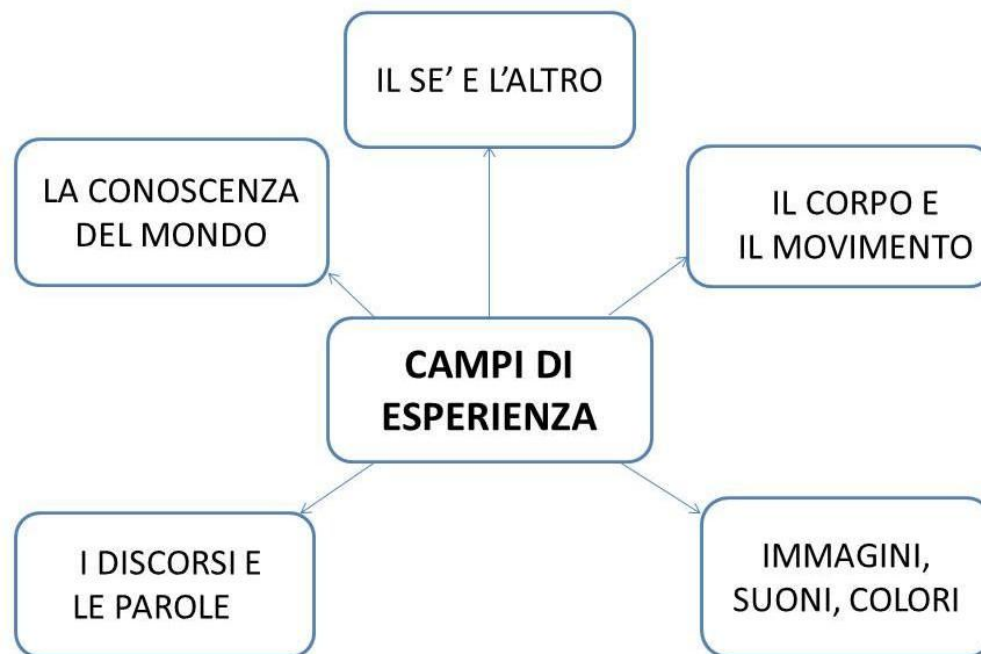 IL SE’ E L’ALTRO
LA CONOSCENZA
DEL MONDO
IL CORPO E
IL MOVIMENTO
CAMPI DI
ESPERIENZA
I DISCORSI E
LE PAROLE
IMMAGINI,
SUONI, COLORI